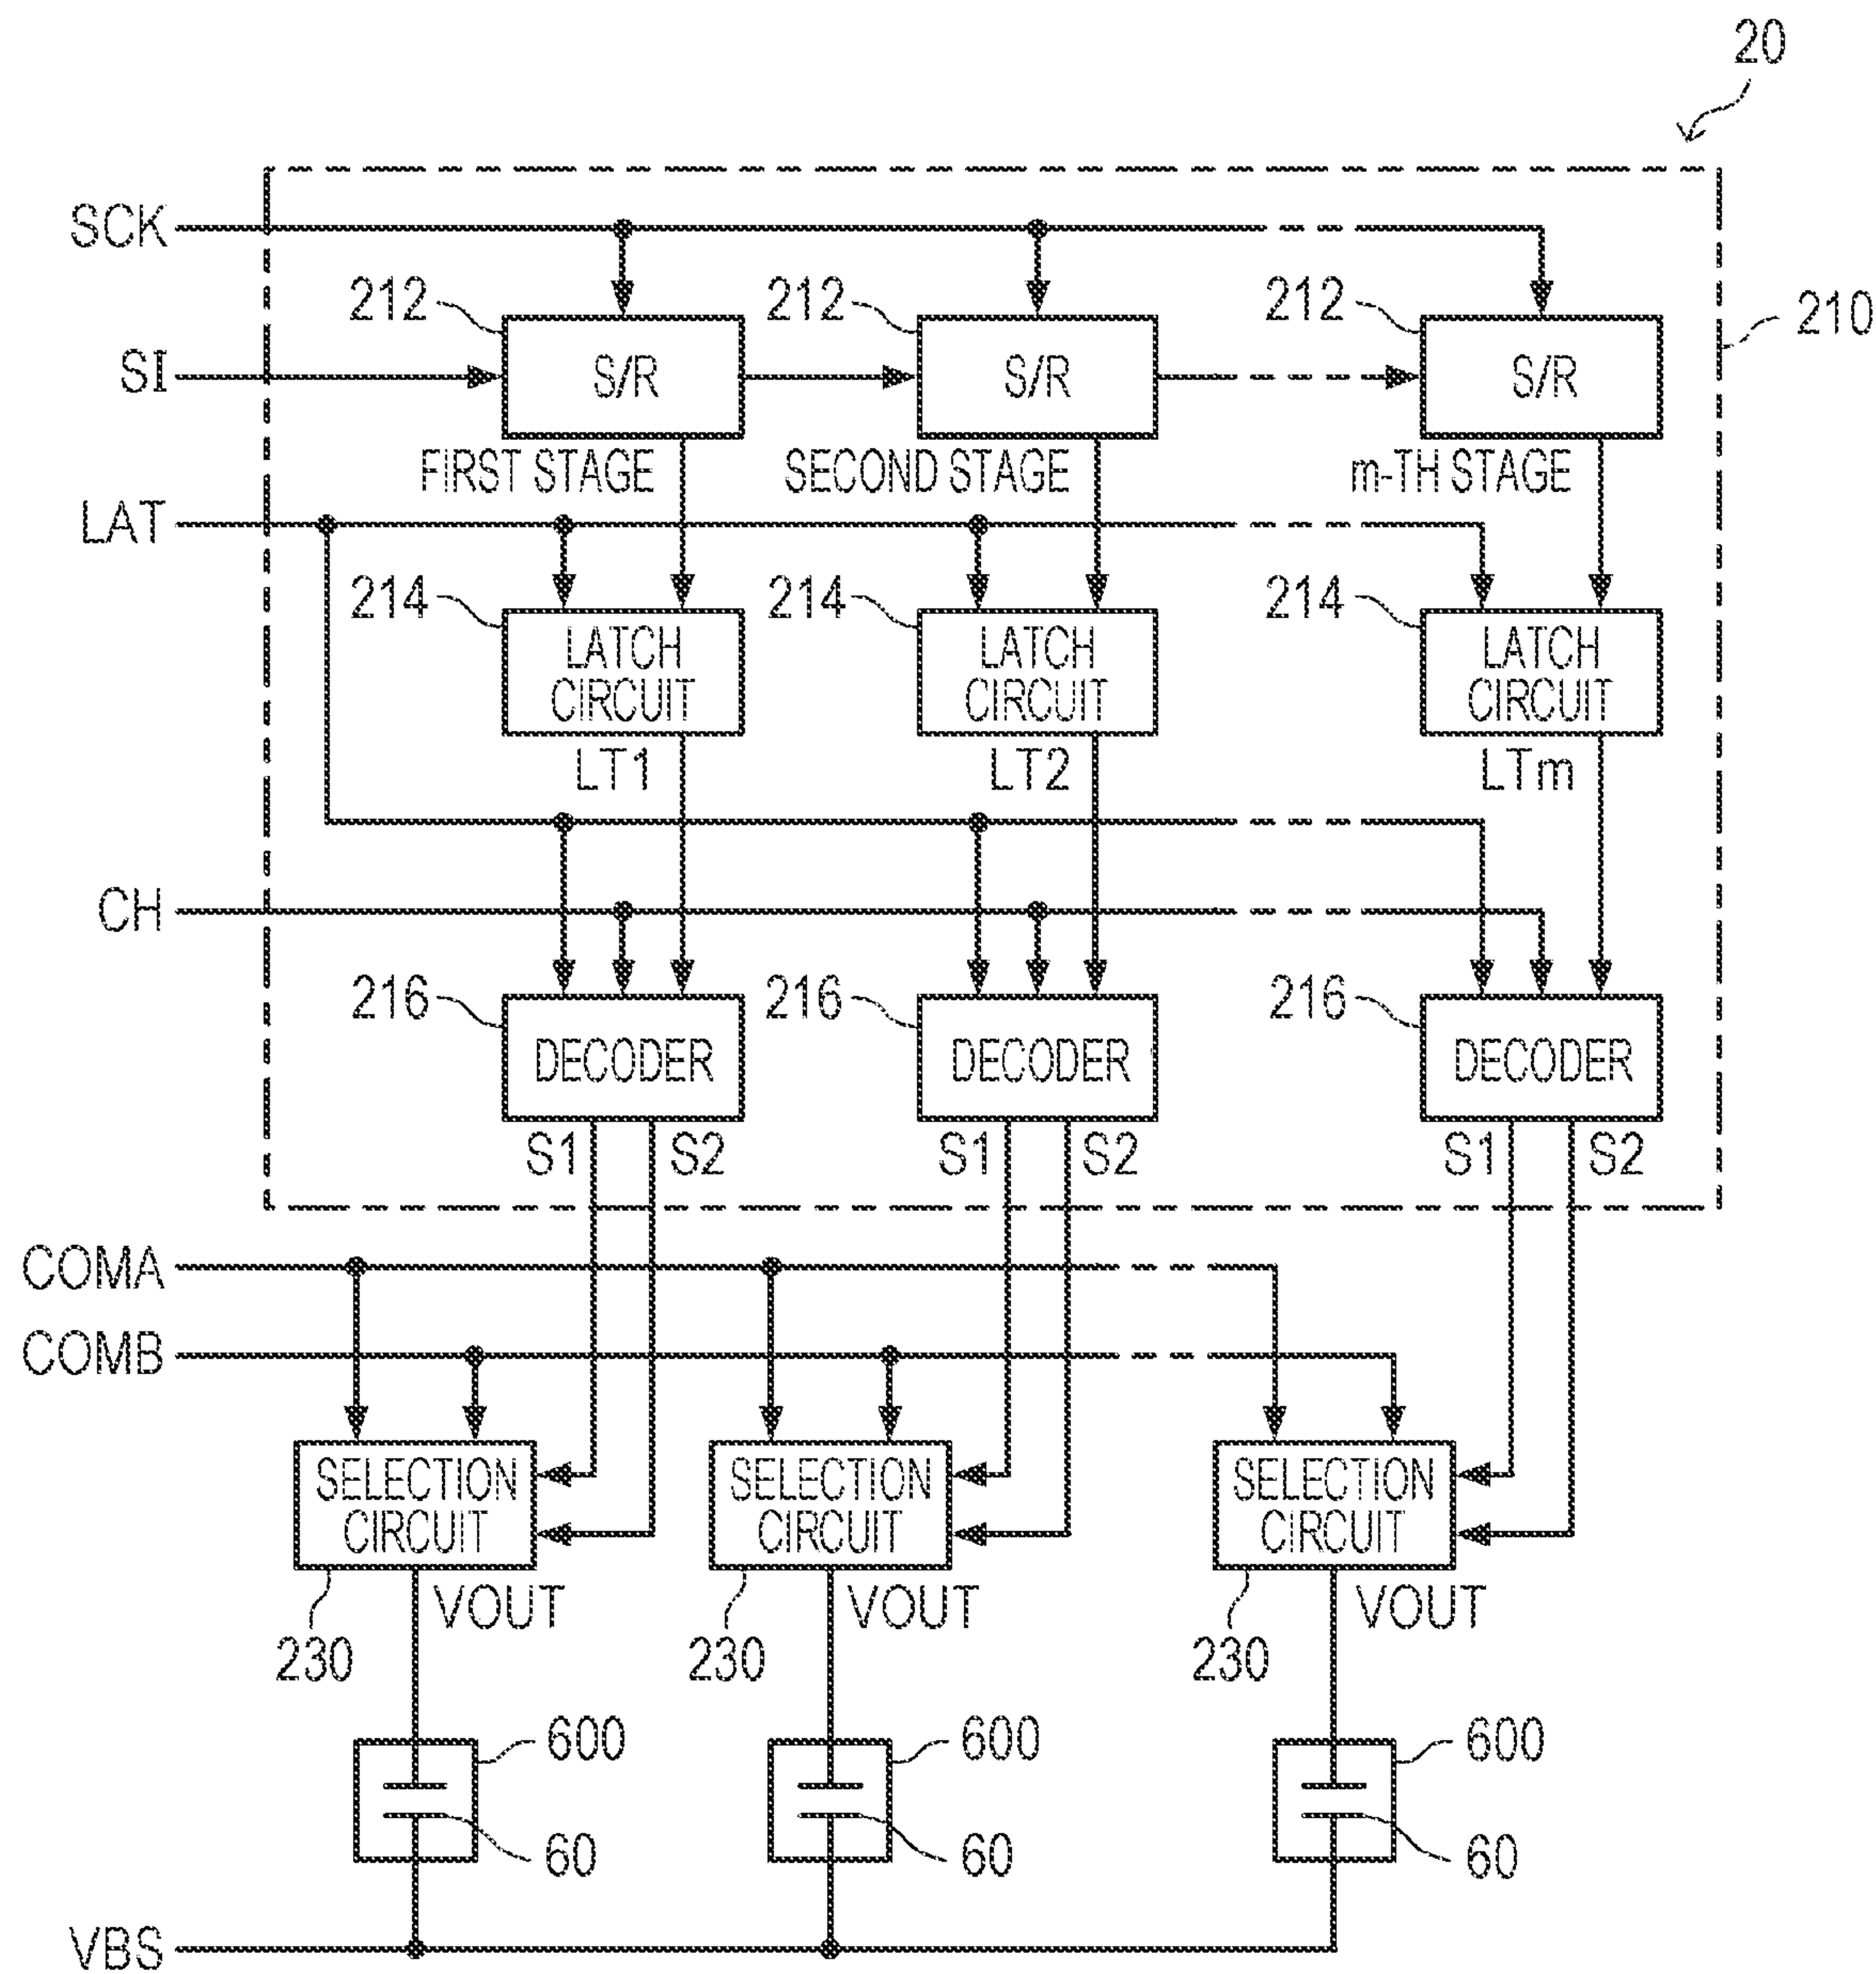 20
SCK
212 212 212 210
SI S/R S/R S/R
FIRST STAGE SECOND STAGE m-TH STAGE
LAT
214 214 214
LATCH CIRCUIT LATCH CIRCUIT LATCH CIRCUIT
LT1 LT2 LTm
CH
216 216 216
DECODER DECODER DECODER
S1 S2 S1 S2 S1 S2
COMA
COMB
SELECTION CIRCUIT SELECTION CIRCUIT SELECTION CIRCUIT
VOUT VOUT VOUT
230 230 230
600 600 600
60 60 60
VBS